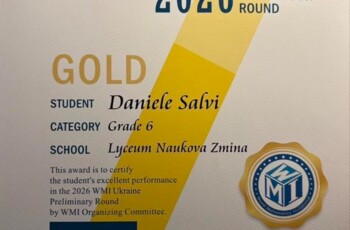 2026
ROUND
GOLD
STUDENT Daniele Salvi
CATEGORY Grade 6
SCHOOL Lyceum Naukova Zmina
This award is to certify
the student's excellent performance
in the 2026 WMI Ukraine
Preliminary Round
by WMI Organizing Committee.
WMI